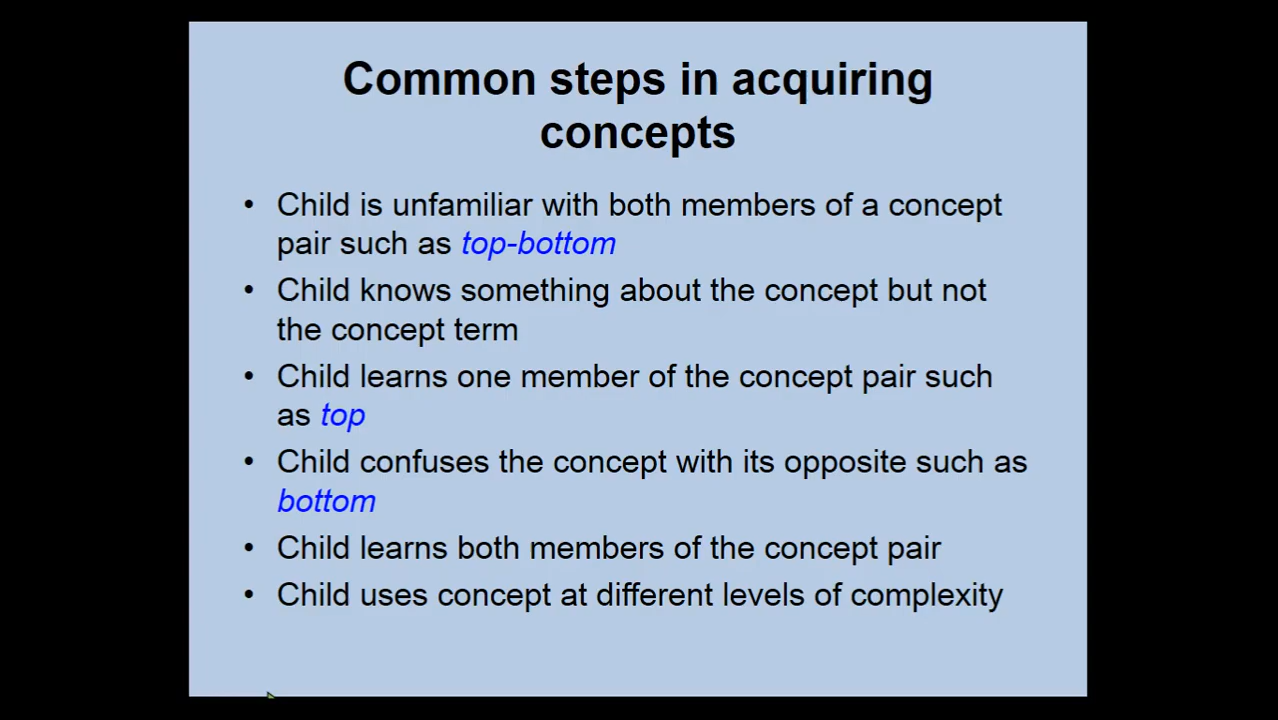 Common steps in acquiring
concepts
• Child is unfamiliar with both members of a concept
pair such as top-bottom
• Child knows something about the concept but not
the concept term
• Child learns one member of the concept pair such
as top
• Child confuses the concept with its opposite such as
bottom
• Child learns both members of the concept pair
• Child uses concept at different levels of complexity